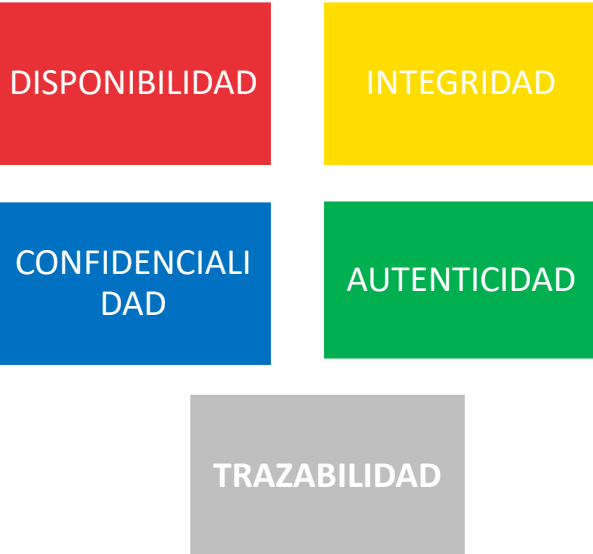 DISPONIBILIDAD
INTEGRIDAD
CONFIDENCIALI
DAD
AUTENTICIDAD
TRAZABILIDAD